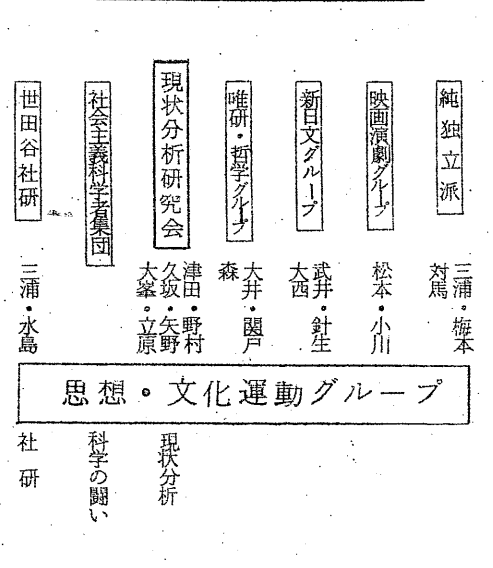 純独立派
三浦・梅本
対馬
映画演劇グループ
松本・小川
新日文グループ
武井・針生
大西
唯研・哲学グループ
大井・関戸
森
現状分析研究会
津田・野村
久坂・矢野
大峯・立原
社会主義科学者集団
世田谷社研
三浦・水島
思想・文化運動グループ
現状分析
科学の闘い
社研